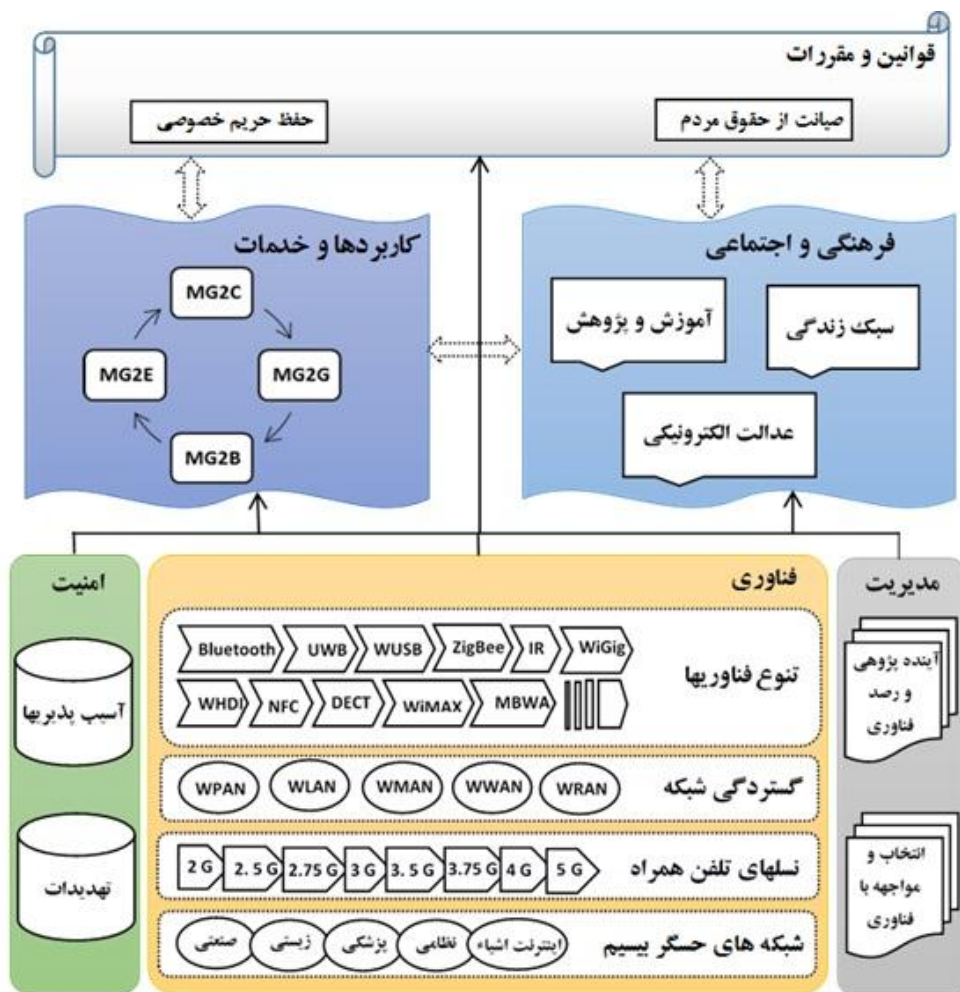 قوانین و مقررات
صیانت از حقوق مردم
حفظ حریم خصوصی
فرهنگی و اجتماعی
آموزش و پژوهش
سبک زندگی
عدالت الکترونیکی
کاربردها و خدمات
MG2C
MG2E
MG2G
MG2B
مدیریت
آینده پژوهی
و رصد
فناوری
انتخاب و
مواجهه با
فناوری
فناوری
تنوع فناوریها
Bluetooth UWB WUSB ZigBee IR WiGig
WHDI NFC DECT WiMAX MBWA
گستردگی شبکه
WPAN WLAN WMAN WWAN WRAN
نسلهای تلفن همراه
2 G 2. 5 G 2.75 G 3 G 3. 5 G 3.75 G 4 G 5 G
شبکه های حسگر بیسیم
اینترنت اشیاء نظامی پزشکی زیستی صنعتی
امنیت
آسیب پذیریها
تهدیدات